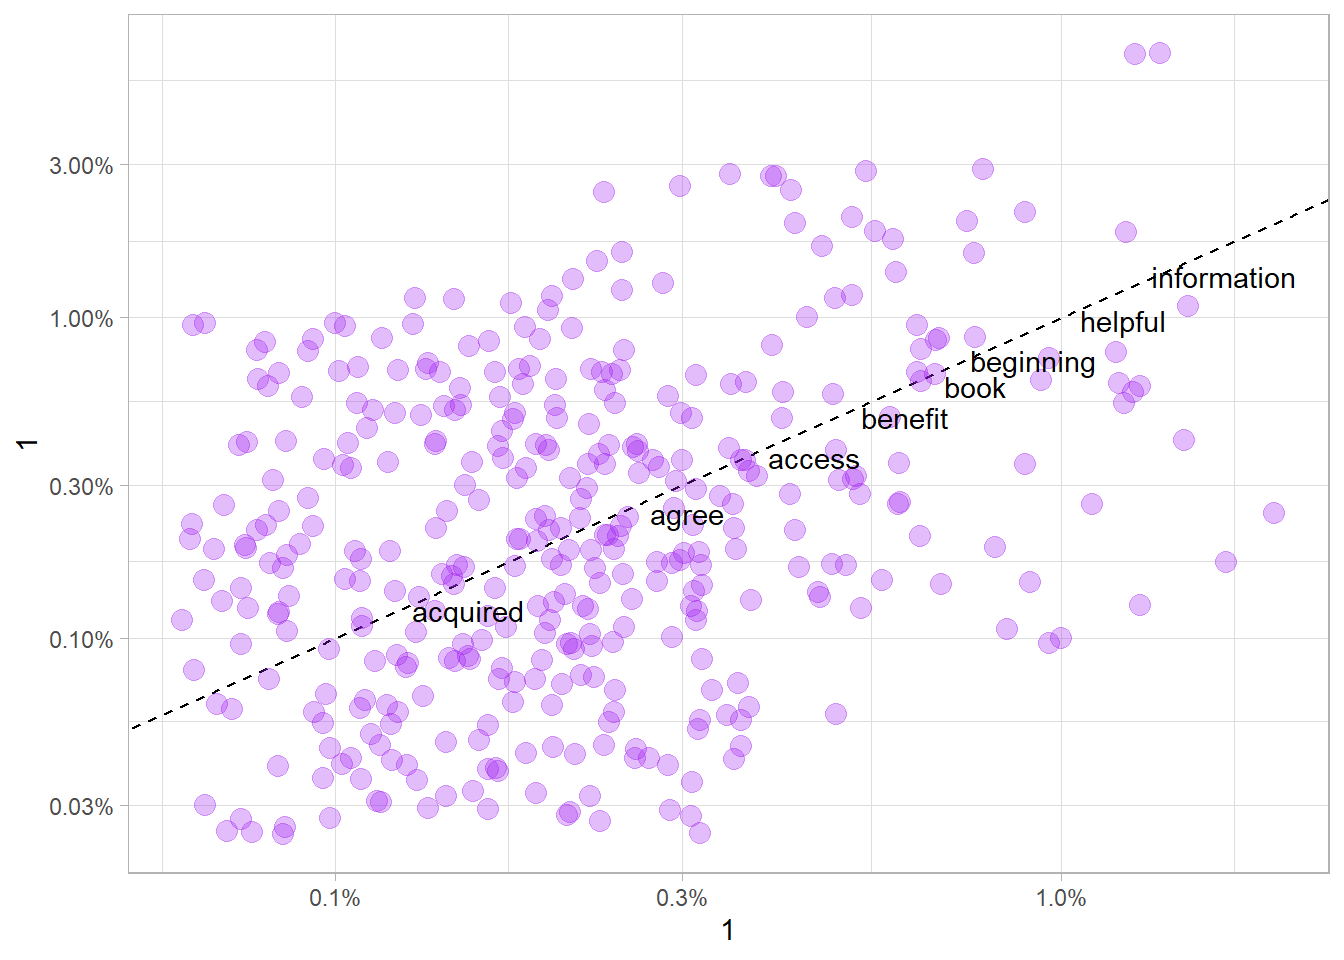 3.00%
1.00%
0.30%
0.10%
0.03%
1
information
helpful
beginning
book
benefit
access
agree
acquired
0.1%
0.3%
1.0%
1